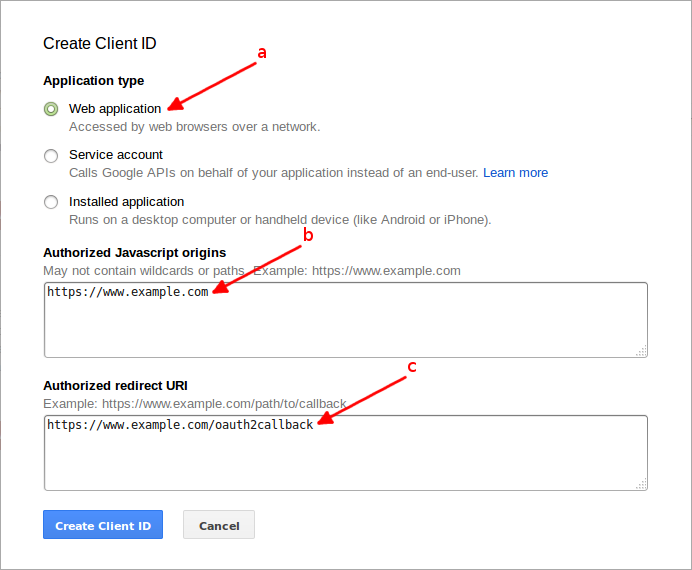 Create Client ID
a
Application type
Web application
Accessed by web browsers over a network.
Service account
Calls Google APIs on behalf of your application instead of an end-user. Learn more
Installed application
Runs on a desktop computer or handheld device (like Android or iPhone).
b
Authorized Javascript origins
May not contain wildcards or paths. Example: https://www.example.com
https://www.example.com
c
Authorized redirect URI
Example: https://www.example.com/path/to/callback
https://www.example.com/oauth2callback
Create Client ID Cancel